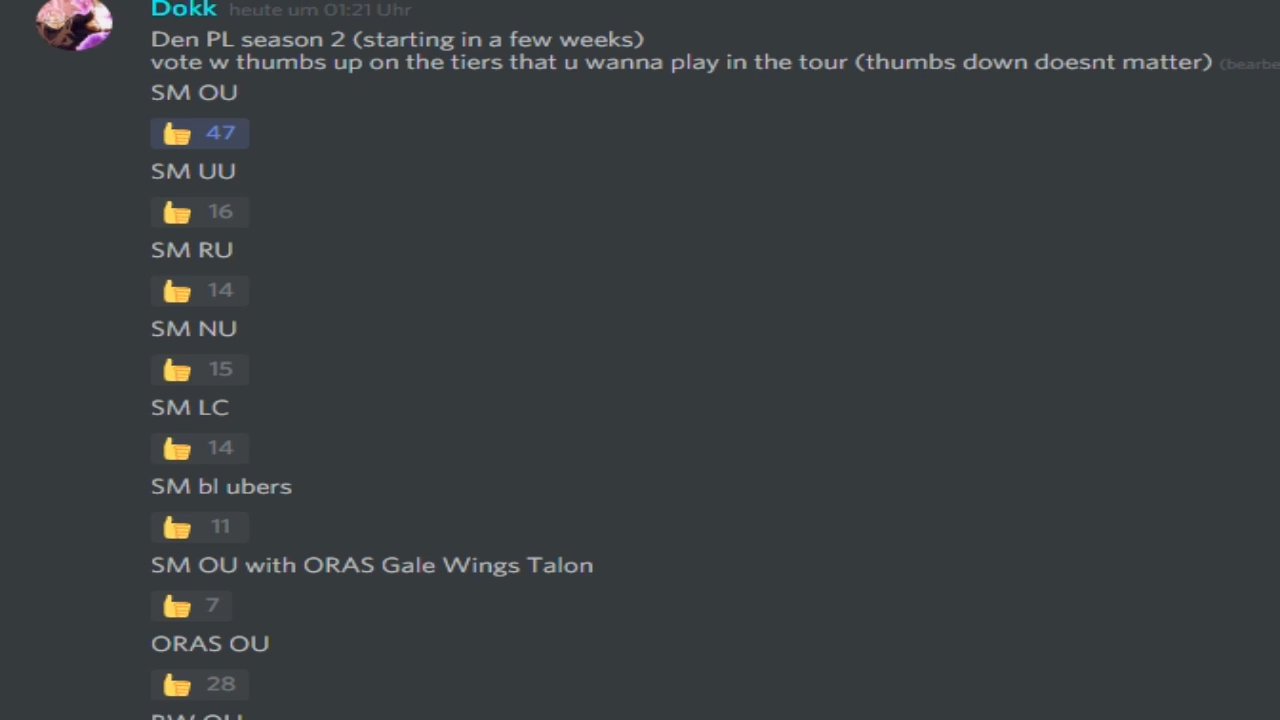 Dokk heute um 01:21 Uhr
Den PL season 2 (starting in a few weeks)
vote w thumbs up on the tiers that u wanna play in the tour (thumbs down doesnt matter) (bearbe
SM OU
47
SM UU
16
SM RU
14
SM NU
15
SM LC
14
SM bl ubers
11
SM OU with ORAS Gale Wings Talon
7
ORAS OU
28
BW OU